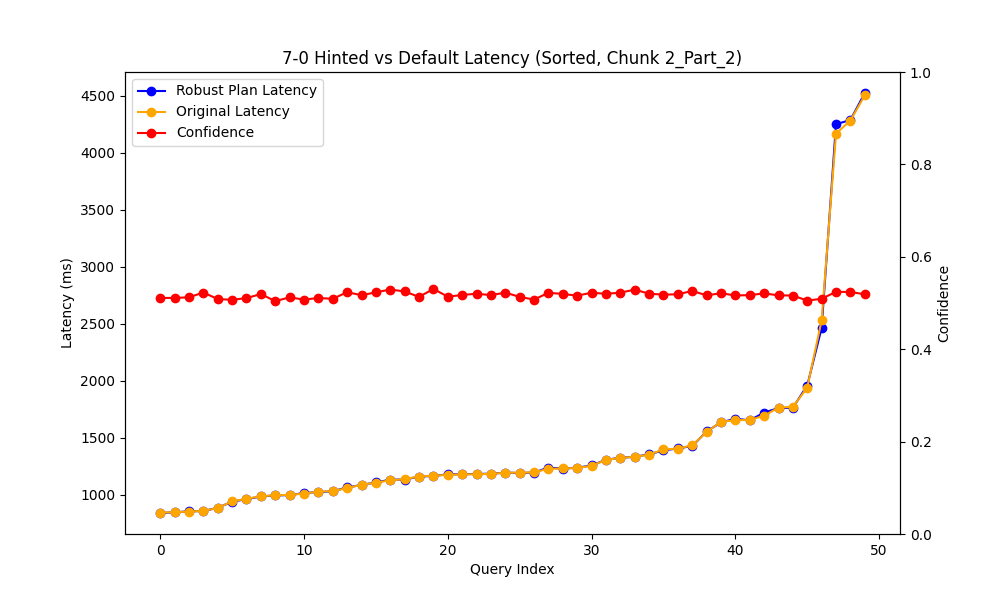 7-0 Hinted vs Default Latency (Sorted, Chunk 2_Part_2)
Robust Plan Latency
Original Latency
Confidence
4500
4000
3500
3000
2500
2000
1500
1000
Latency (ms)
1.0
0.8
0.6
0.4
0.2
0.0
Confidence
0 10 20 30 40 50
Query Index